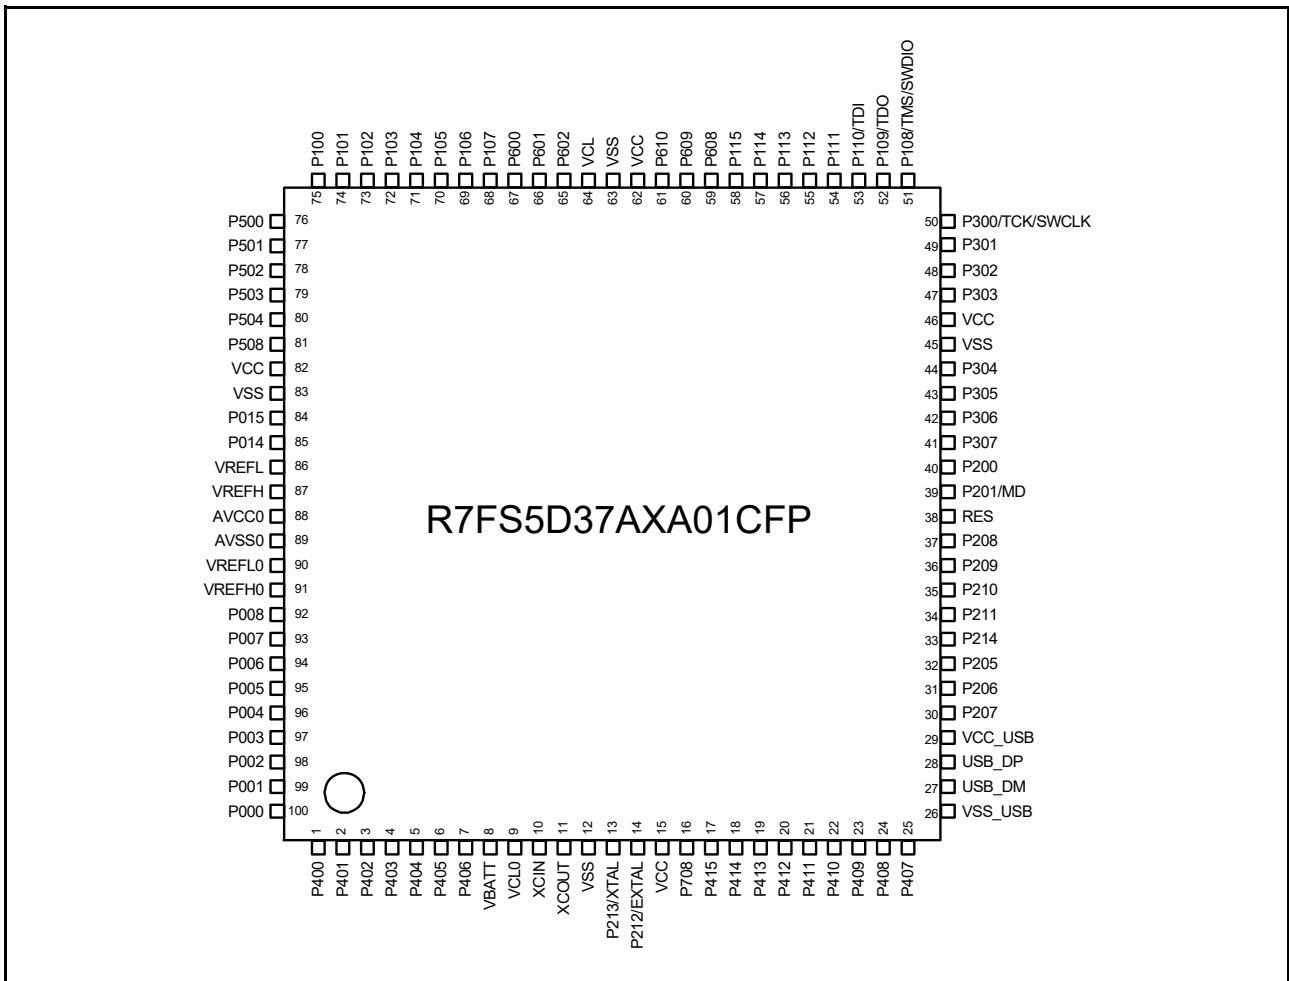 P100
P101
P102
P103
P104
P105
P106
P107
P600
P601
P602
VCL
VSS
VCC
P610
P609
P608
P115
P114
P113
P112
P111
P110/TDI
P109/TDO
P108/TMS/SWDIO
75
74
73
72
71
70
69
68
67
66
65
64
63
62
61
60
59
58
57
56
55
54
53
52
51
P500 76
P501 77
P502 78
P503 79
P504 80
P508 81
VCC 82
VSS 83
P015 84
P014 85
VREFL 86
VREFH 87
AVCC0 88
AVSS0 89
VREFL0 90
VREFH0 91
P008 92
P007 93
P006 94
P005 95
P004 96
P003 97
P002 98
P001 99
P000 100
R7FS5D37AXA01CFP
50 P300/TCK/SWCLK
49 P301
48 P302
47 P303
46 VCC
45 VSS
44 P304
43 P305
42 P306
41 P307
40 P200
39 P201/MD
38 RES
37 P208
36 P209
35 P210
34 P211
33 P214
32 P205
31 P206
30 P207
29 VCC_USB
28 USB_DP
27 USB_DM
26 VSS_USB
1
2
3
4
5
6
7
8
9
10
11
12
13
14
15
16
17
18
19
20
21
22
23
24
25
P400
P401
P402
P403
P404
P405
P406
VBATT
VCL0
XCIN
XCOUT
VSS
P213/XTAL
P212/EXTAL
VCC
P708
P415
P414
P413
P412
P411
P410
P409
P408
P407